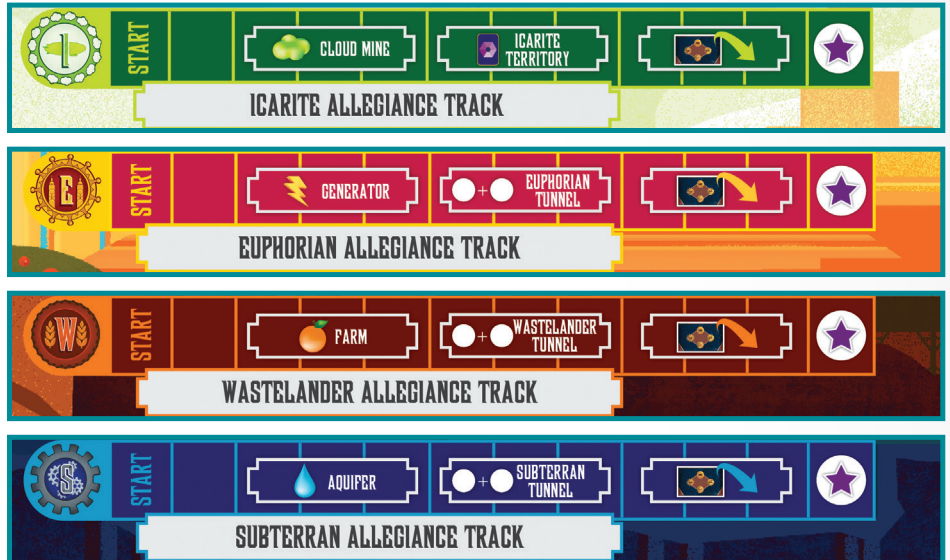 I
START
CLOUD MINE
ICARITE
TERRITORY
ICARITE ALLEGIANCE TRACK
E
START
GENERATOR
+
EUPHORIAN
TUNNEL
EUPHORIAN ALLEGIANCE TRACK
W
START
FARM
+
WASTELANDER
TUNNEL
WASTELANDER ALLEGIANCE TRACK
S
START
AQUIFER
+
SUBTERRAN
TUNNEL
SUBTERRAN ALLEGIANCE TRACK